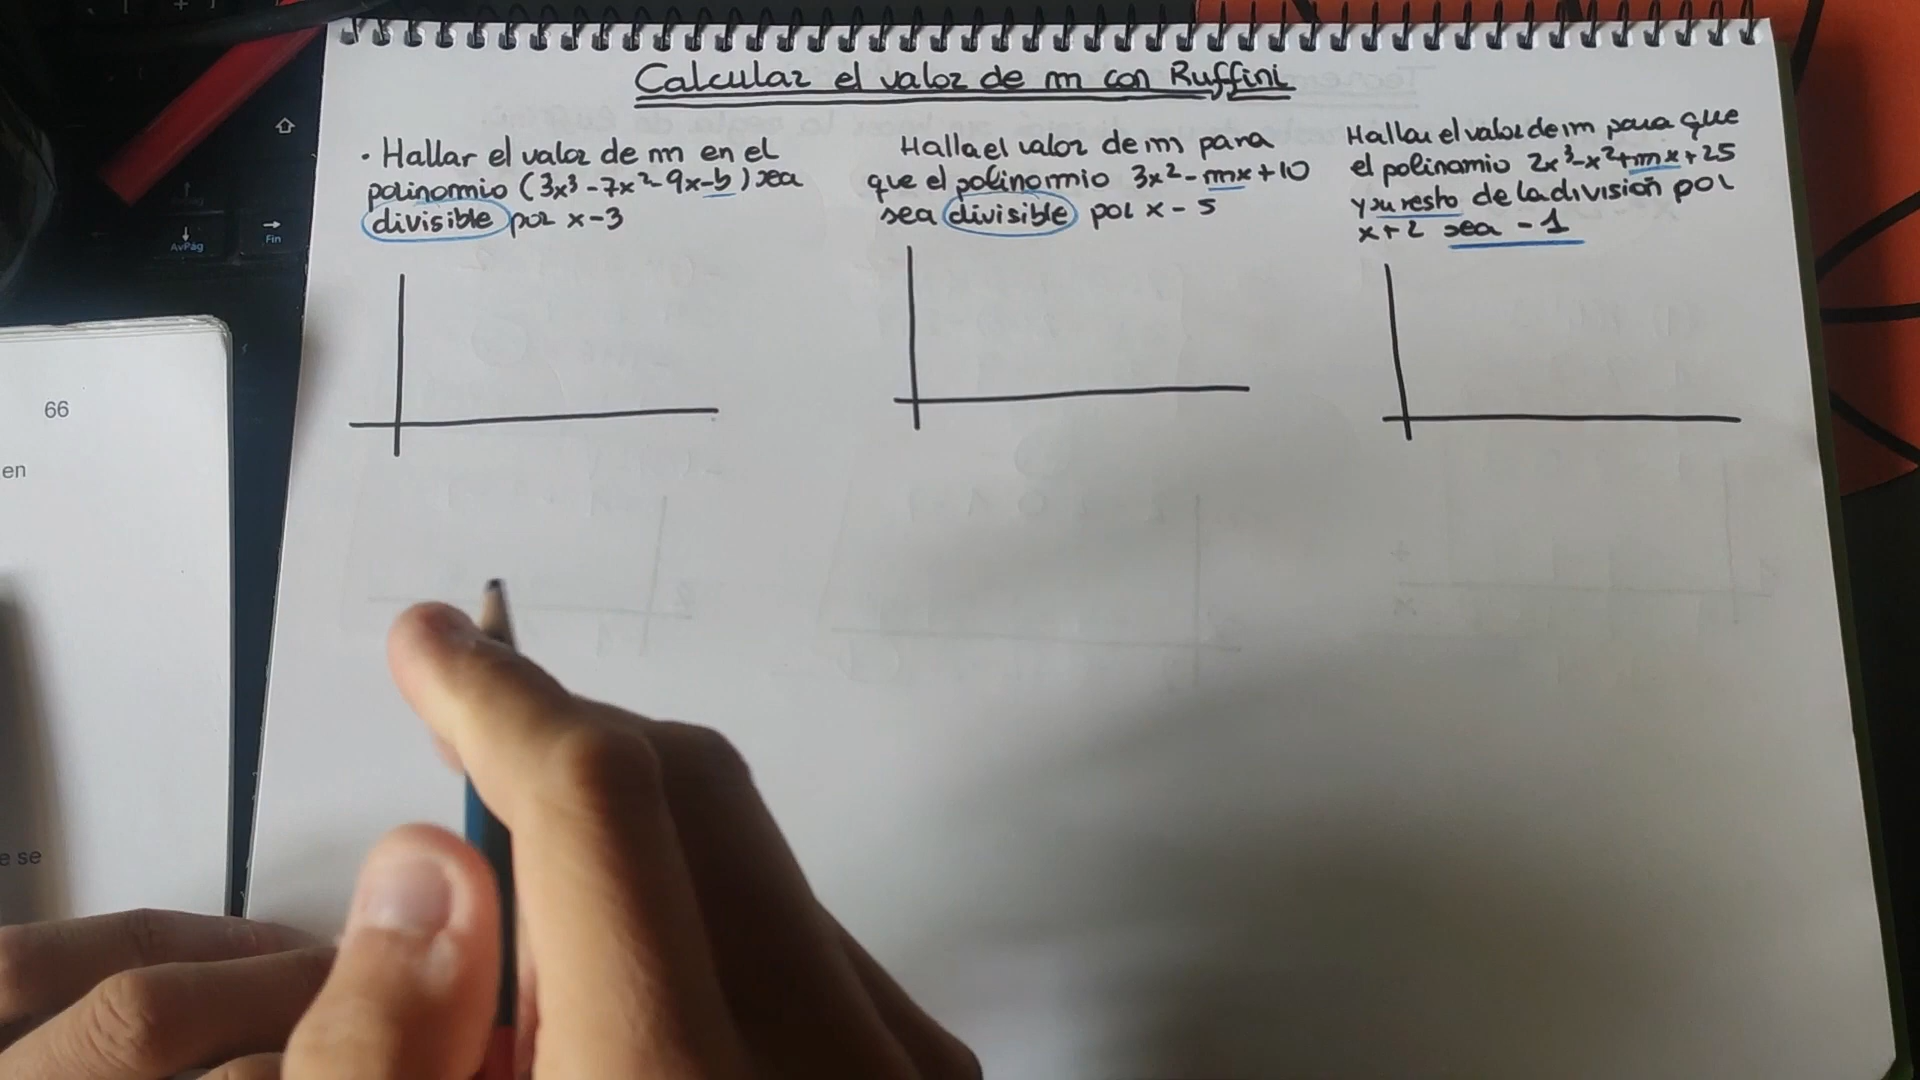 Calcular el valor de m con Ruffini
· Hallar el valor de m en el
polinomio (3x³-7x²-9x-b) sea
divisible por x-3
Halla el valor de m para
que el polinomio 3x²-mx+10
sea divisible por x-5
Hallar el valor de m para que
el polinomio 2x³-x²+mx+25
y su resto de la división por
x+2 sea -1
AvPág
Fin
66
en
e se